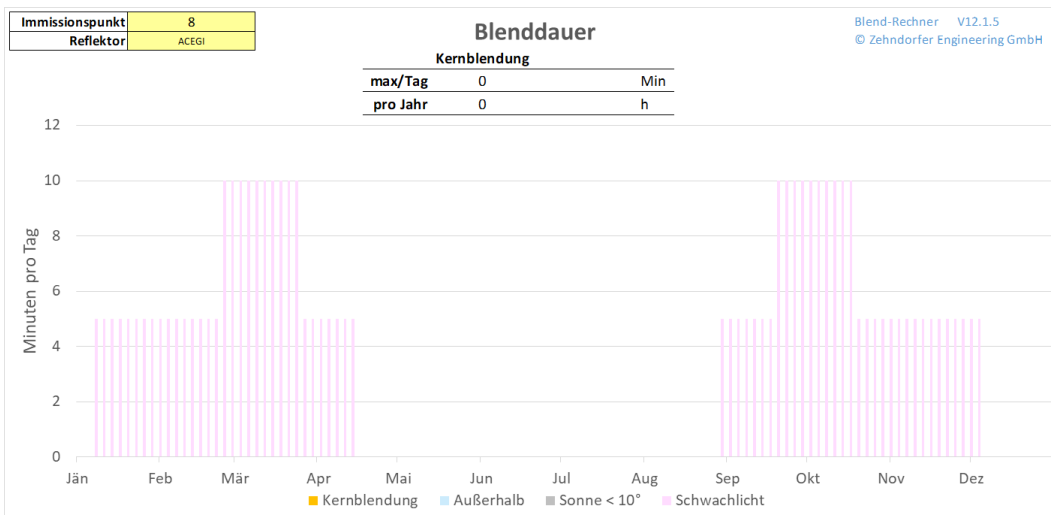 Immissionspunkt 8
Reflektor ACEGI
Blenddauer
Blend-Rechner V12.1.5
© Zehndorfer Engineering GmbH
Kernblendung
max/Tag 0 Min
pro Jahr 0 h
Minuten pro Tag
12
10
8
6
4
2
0
Jän Feb Mär Apr Mai Jun Jul Aug Sep Okt Nov Dez
Kernblendung Außerhalb Sonne < 10° Schwachlicht